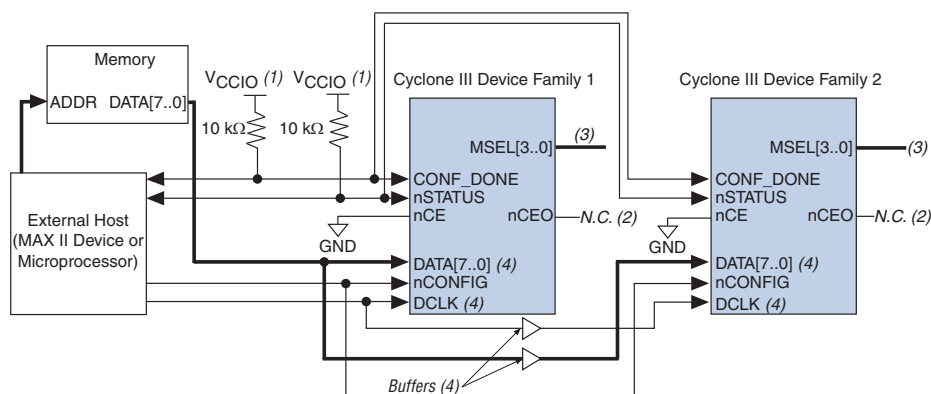 Memory
ADDR DATA[7..0]
VCCIO (1)
VCCIO (1)
10 kΩ
10 kΩ
External Host
(MAX II Device or
Microprocessor)
Cyclone III Device Family 1
MSEL[3..0]
(3)
CONF_DONE
nSTATUS
nCE
nCEO
N.C. (2)
GND
DATA[7..0] (4)
nCONFIG
DCLK (4)
Cyclone III Device Family 2
MSEL[3..0]
(3)
CONF_DONE
nSTATUS
nCE
nCEO
N.C. (2)
GND
DATA[7..0] (4)
nCONFIG
DCLK (4)
Buffers (4)